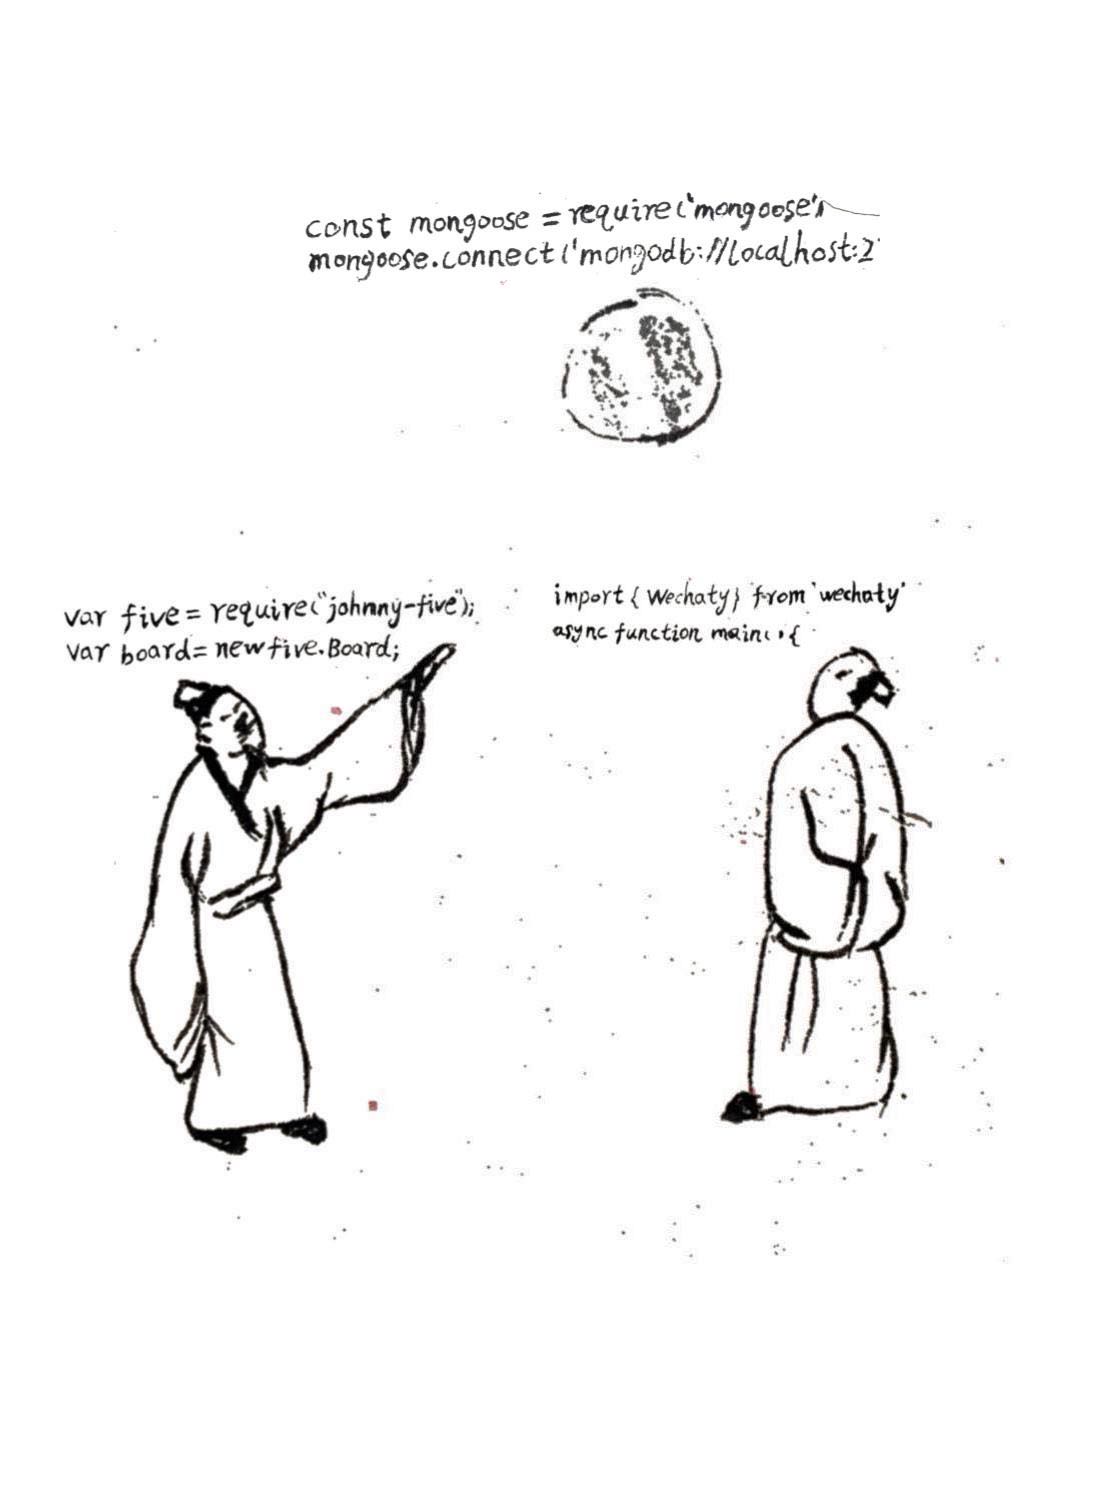 const mongoose = require('mongoose')
mongoose.connect('mongodb://localhost:2
var five = require("johnny-five");
var board = new five.Board;
import { Wechaty } from 'wechaty'
async function main() {